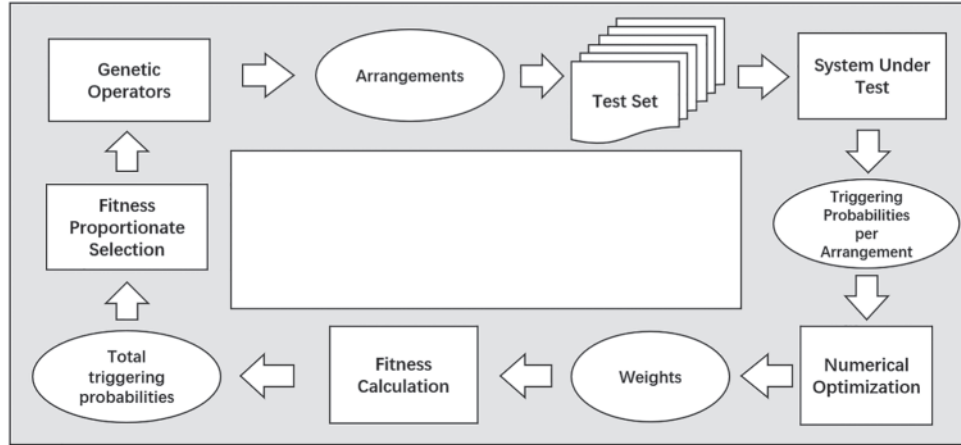 Genetic
Operators
Arrangements
Test Set
System Under
Test
Triggering
Probabilities
per
Arrangement
Numerical
Optimization
Weights
Fitness
Calculation
Total
triggering
probabilities
Fitness
Proportionate
Selection